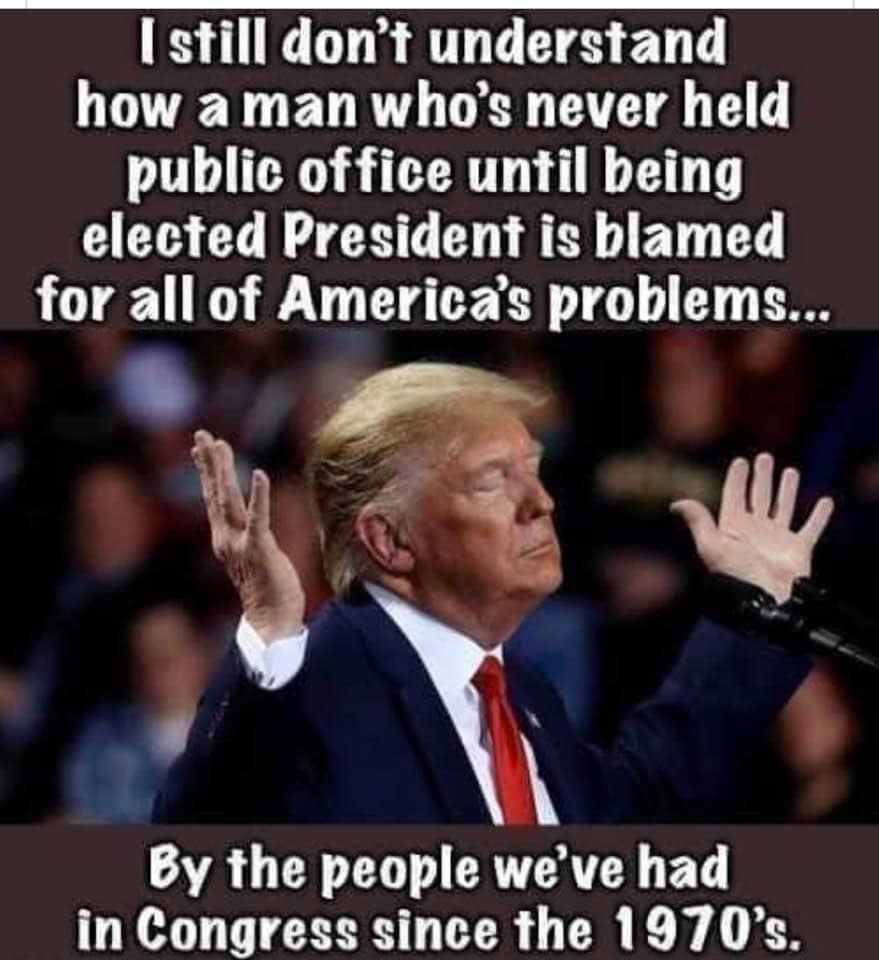 I still don't understand
how a man who's never held
public office until being
elected President is blamed
for all of America's problems...
By the people we've had
in Congress since the 1970's.